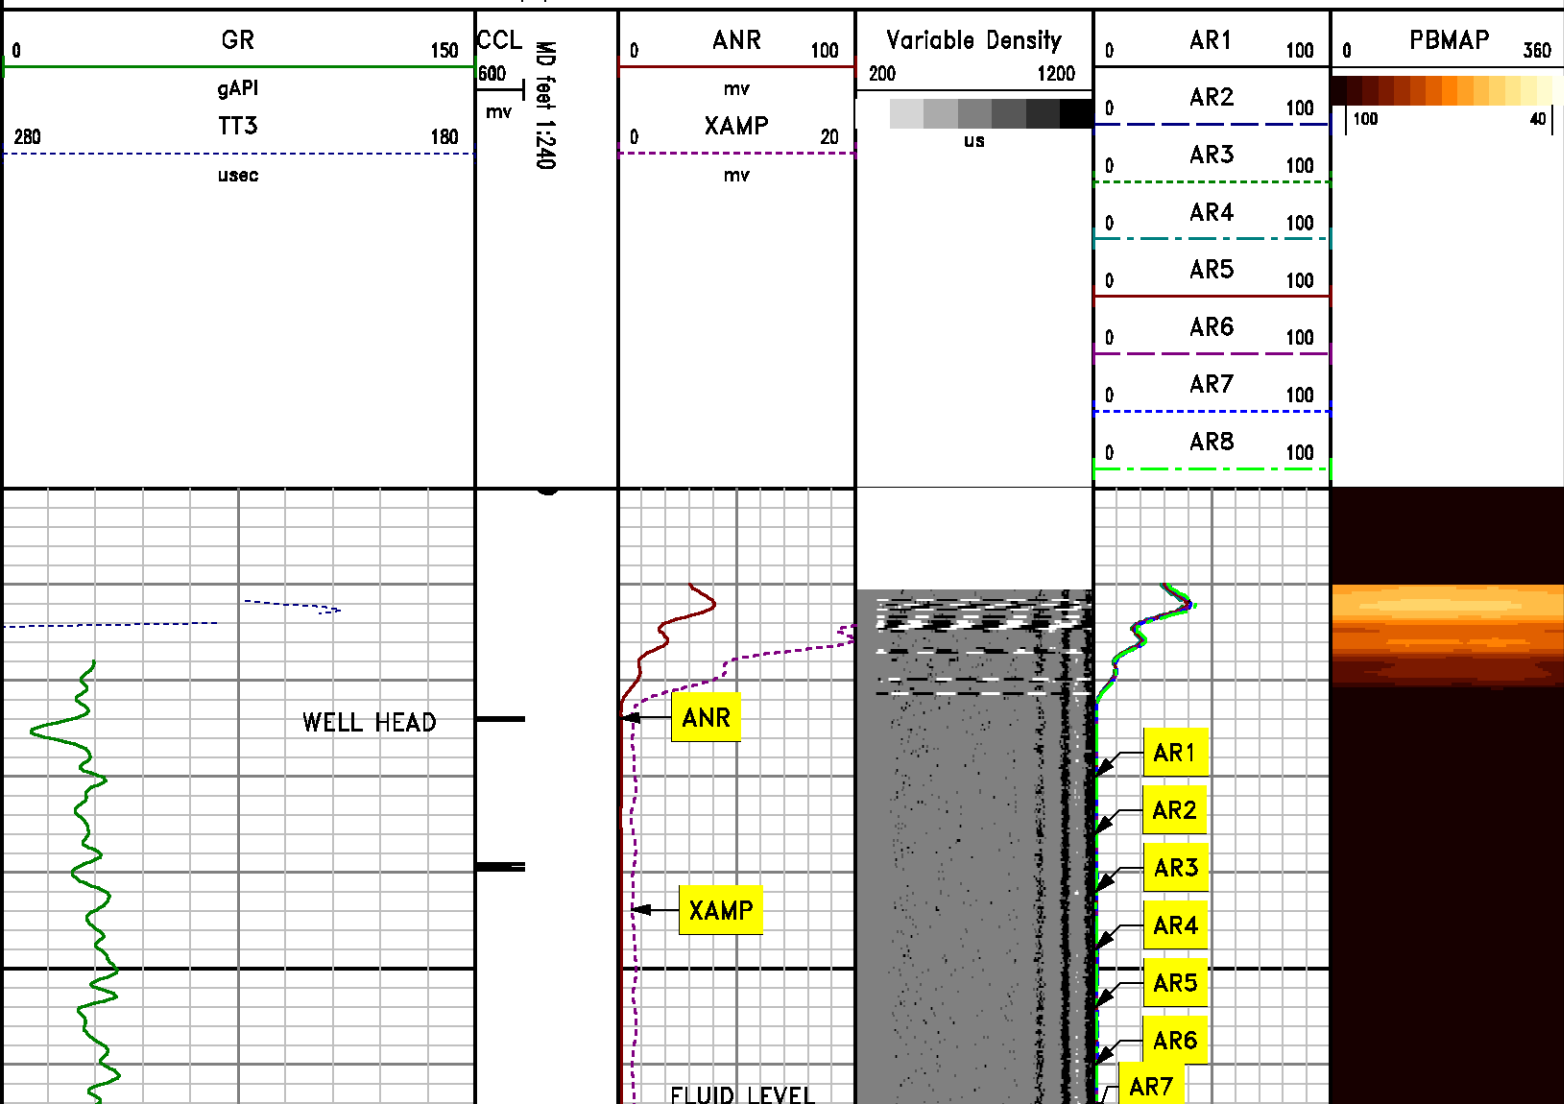 GR
0 150
gAPI
TT3
280 180
usec
CCL
600
mv
MD feet 1:240
ANR
0 100
mv
XAMP
0 20
mv
Variable Density
200 1200
us
AR1
0 100
AR2
0 100
AR3
0 100
AR4
0 100
AR5
0 100
AR6
0 100
AR7
0 100
AR8
0 100
PBMAP
0 360
100 40
WELL HEAD
ANR
XAMP
FLUID LEVEL
AR1
AR2
AR3
AR4
AR5
AR6
AR7